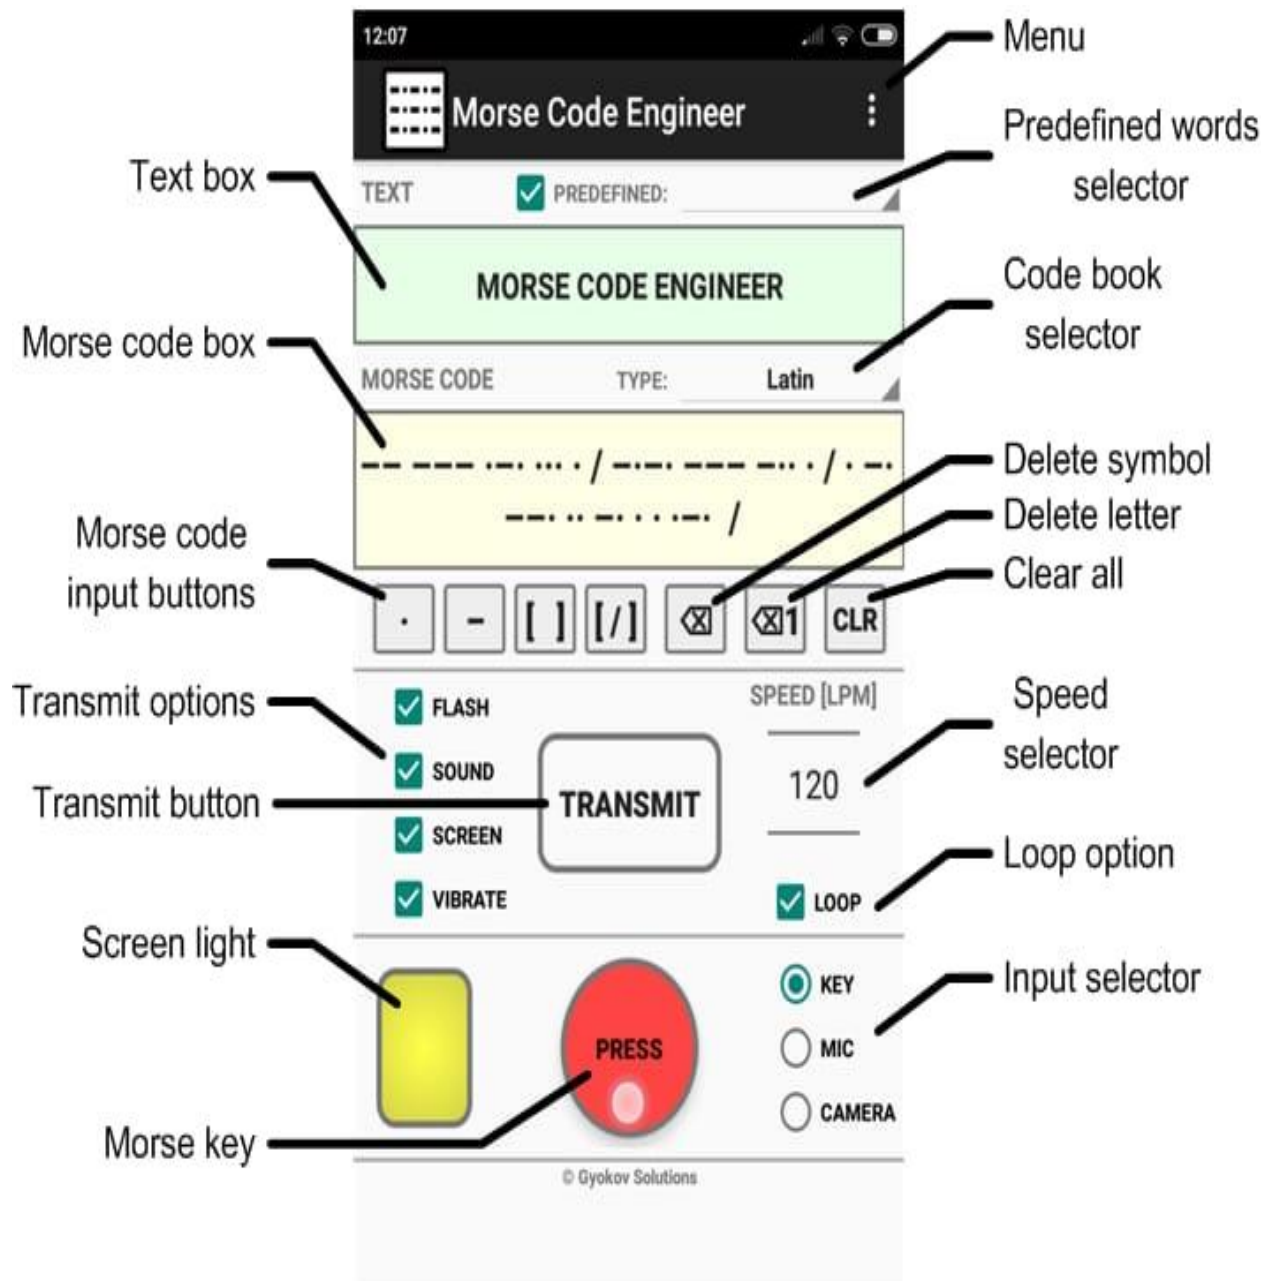 12:07
Menu
Morse Code Engineer
Predefined words
selector
Text box
TEXT
PREDEFINED:
MORSE CODE ENGINEER
Code book
selector
Morse code box
MORSE CODE
TYPE:
Latin
-- --- .-. ... . / -.-. --- -.. . / . -.
--. .. -. . . .-. /
Delete symbol
Delete letter
Clear all
Morse code
input buttons
. - [ ] [/] ⌫ ⌫1 CLR
Transmit options
FLASH
SPEED [LPM]
Speed
selector
SOUND
120
Transmit button
TRANSMIT
SCREEN
Loop option
VIBRATE
LOOP
Screen light
Input selector
KEY
PRESS
MIC
CAMERA
Morse key
© Gyokov Solutions